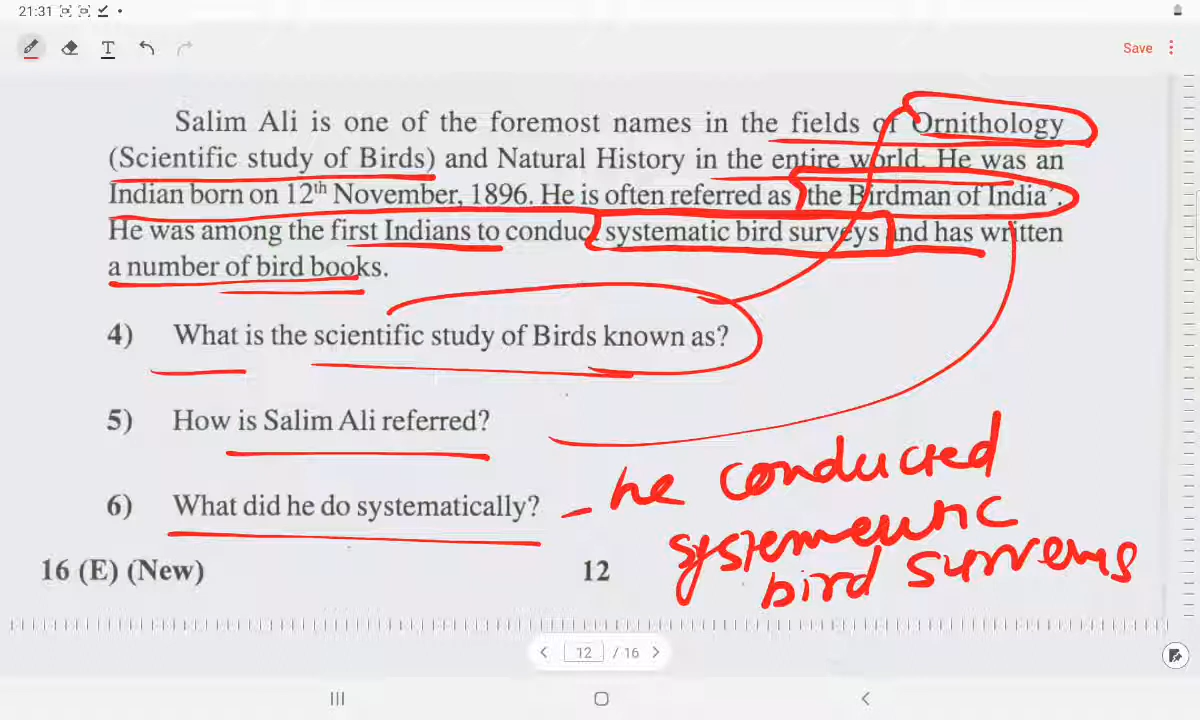 21:31
T
Save
Salim Ali is one of the foremost names in the fields of Ornithology
(Scientific study of Birds) and Natural History in the entire world. He was an
Indian born on 12th November, 1896. He is often referred as 'the Birdman of India'.
He was among the first Indians to conduct systematic bird surveys and has written
a number of bird books.
4) What is the scientific study of Birds known as?
5) How is Salim Ali referred?
6) What did he do systematically?
- he conducted
systemetic
bird surveys
16 (E) (New) 12
12 / 16